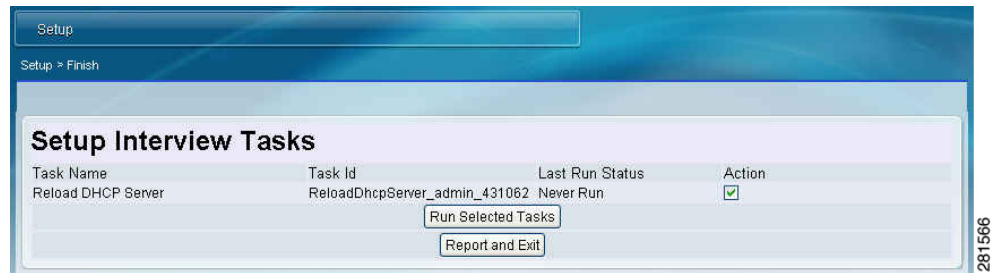 Setup
Setup > Finish
Setup Interview Tasks
Task Name Task Id Last Run Status Action
Reload DHCP Server ReloadDhcpServer_admin_431062 Never Run
Run Selected Tasks
Report and Exit
281566